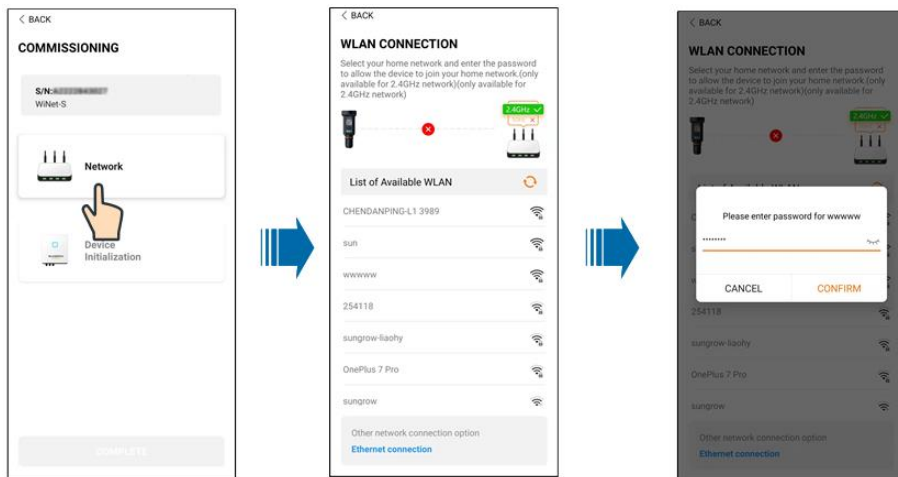 < BACK
COMMISSIONING
S/N:
WiNet-S
Network
Device
Initialization
COMPLETE
< BACK
WLAN CONNECTION
Select your home network and enter the password
to allow the device to join your home network.(only
available for 2.4GHz network)(only available for
2.4GHz network)
2.4GHz
List of Available WLAN
CHENDANPING-L1 3989
sun
wwwww
254118
sungrow-liaohy
OnePlus 7 Pro
sungrow
Other network connection option
Ethernet connection
< BACK
WLAN CONNECTION
Select your home network and enter the password
to allow the device to join your home network.(only
available for 2.4GHz network)(only available for
2.4GHz network)
2.4GHz
Please enter password for wwwww
********
CANCEL CONFIRM
254118
sungrow-liaohy
OnePlus 7 Pro
sungrow
Other network connection option
Ethernet connection